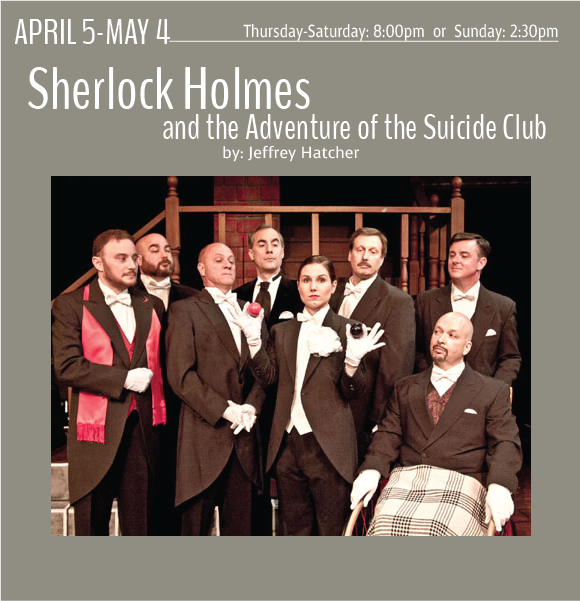 APRIL 5-MAY 4
Thursday-Saturday: 8:00pm or Sunday: 2:30pm
Sherlock Holmes
and the Adventure of the Suicide Club
by: Jeffrey Hatcher